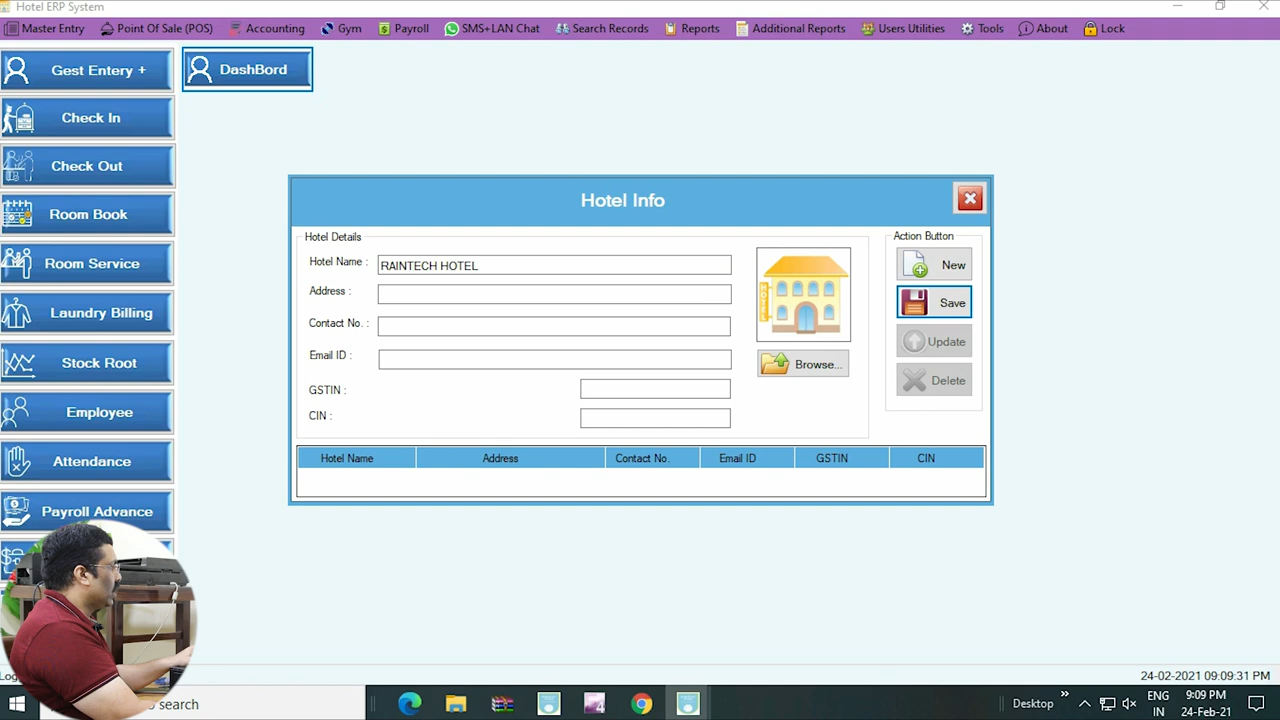 Hotel ERP System
Master Entry Point Of Sale (POS) Accounting Gym Payroll SMS+LAN Chat Search Records Reports Additional Reports Users Utilities Tools About Lock
Gest Entery +
DashBord
Check In
Check Out
Room Book
Room Service
Laundry Billing
Stock Root
Employee
Attendance
Payroll Advance
Hotel Info
Hotel Details
Hotel Name : RAINTECH HOTEL
Address :
Contact No. :
Email ID :
GSTIN :
CIN :
HOTEL
Browse...
Action Button
New
Save
Update
Delete
Hotel Name Address Contact No. Email ID GSTIN CIN
24-02-2021 09:09:31 PM
search
Desktop
ENG
IN
9:09 PM
24-Feb-21